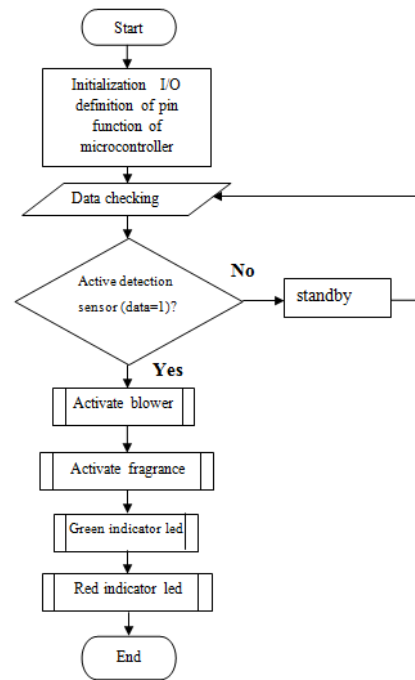 Start
Initialization I/O
definition of pin
function of
microcontroller
Data checking
Active detection
sensor (data=1)?
No
standby
Yes
Activate blower
Activate fragrance
Green indicator led
Red indicator led
End